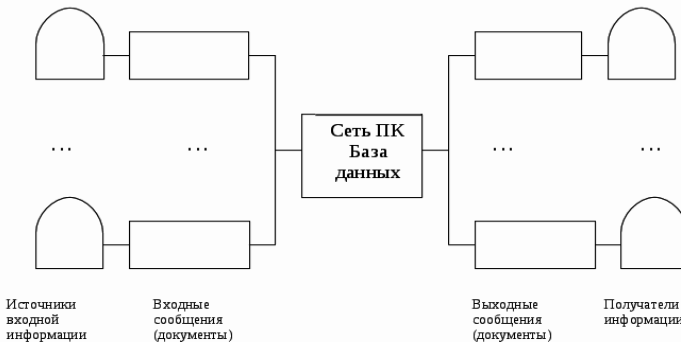 Сеть ПК
База
данных
... ... ... ...
Источники
входной
информации
Входные
сообщения
(документы)
Выходные
сообщения
(документы)
Получатели
информации